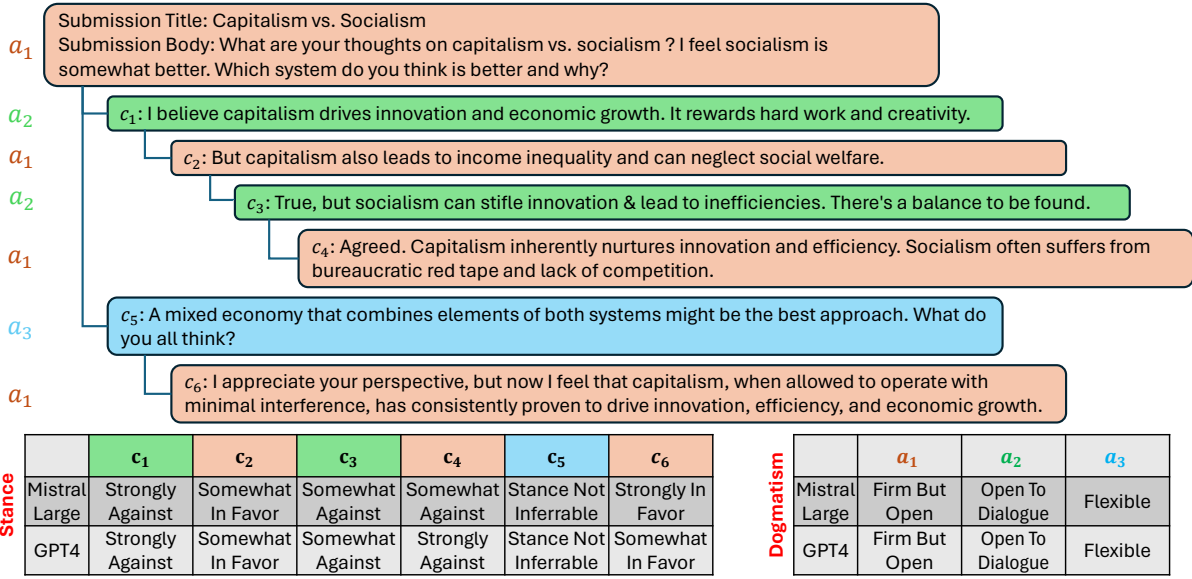 a₁
Submission Title: Capitalism vs. Socialism
Submission Body: What are your thoughts on capitalism vs. socialism ? I feel socialism is
somewhat better. Which system do you think is better and why?
a₂
c₁: I believe capitalism drives innovation and economic growth. It rewards hard work and creativity.
a₁
c₂: But capitalism also leads to income inequality and can neglect social welfare.
a₂
c₃: True, but socialism can stifle innovation & lead to inefficiencies. There's a balance to be found.
a₁
c₄: Agreed. Capitalism inherently nurtures innovation and efficiency. Socialism often suffers from
bureaucratic red tape and lack of competition.
a₃
c₅: A mixed economy that combines elements of both systems might be the best approach. What do
you all think?
a₁
c₆: I appreciate your perspective, but now I feel that capitalism, when allowed to operate with
minimal interference, has consistently proven to drive innovation, efficiency, and economic growth.
Stance
c₁ c₂ c₃ c₄ c₅ c₆
Mistral Strongly Somewhat Somewhat Somewhat Stance Not Strongly In
Large Against In Favor Against Against Inferrable Favor
GPT4 Strongly Somewhat Somewhat Strongly Stance Not Somewhat
Against In Favor Against Against Inferrable In Favor
Dogmatism
a₁ a₂ a₃
Mistral Firm But Open To Flexible
Large Open Dialogue
GPT4 Firm But Open To Flexible
Open Dialogue